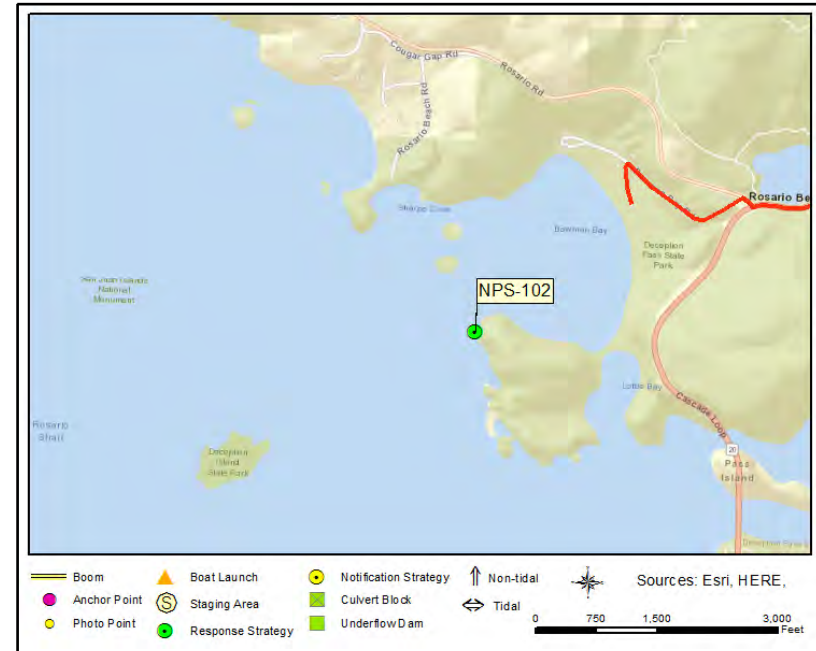 Cougar Gap Rd
Rosario Rd
Rosario Beach Rd
Rosario Be
Sharpe Cove
Bowman Bay
Deception
Pass State
Park
San Juan Islands
National
Monument
NPS-102
Lottie Bay
Cascade Loop
Rosario
Strait
Deception
Island
State Park
20
Pass
Island
Boom
Anchor Point
Photo Point
Boat Launch
Staging Area
S
Response Strategy
Notification Strategy
Culvert Block
Underflow Dam
Non-tidal
Tidal
Sources: Esri, HERE,
0 750 1,500 3,000
Feet